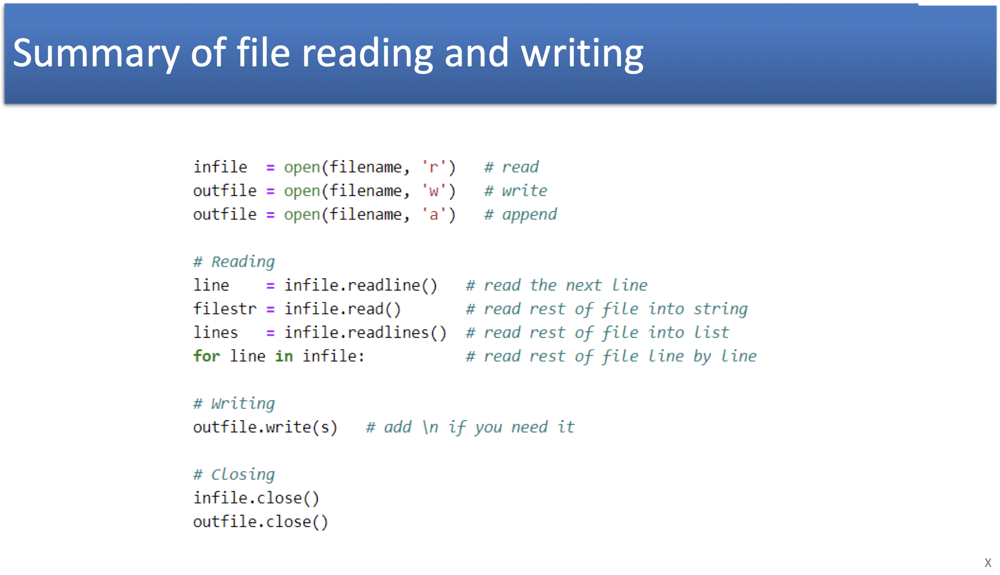 Summary of file reading and writing
infile  = open(filename, 'r')   # read
outfile = open(filename, 'w')   # write
outfile = open(filename, 'a')   # append
# Reading
line    = infile.readline()   # read the next line
filestr = infile.read()       # read rest of file into string
lines   = infile.readlines()  # read rest of file into list
for line in infile:           # read rest of file line by line
# Writing
outfile.write(s)   # add \n if you need it
# Closing
infile.close()
outfile.close()
X